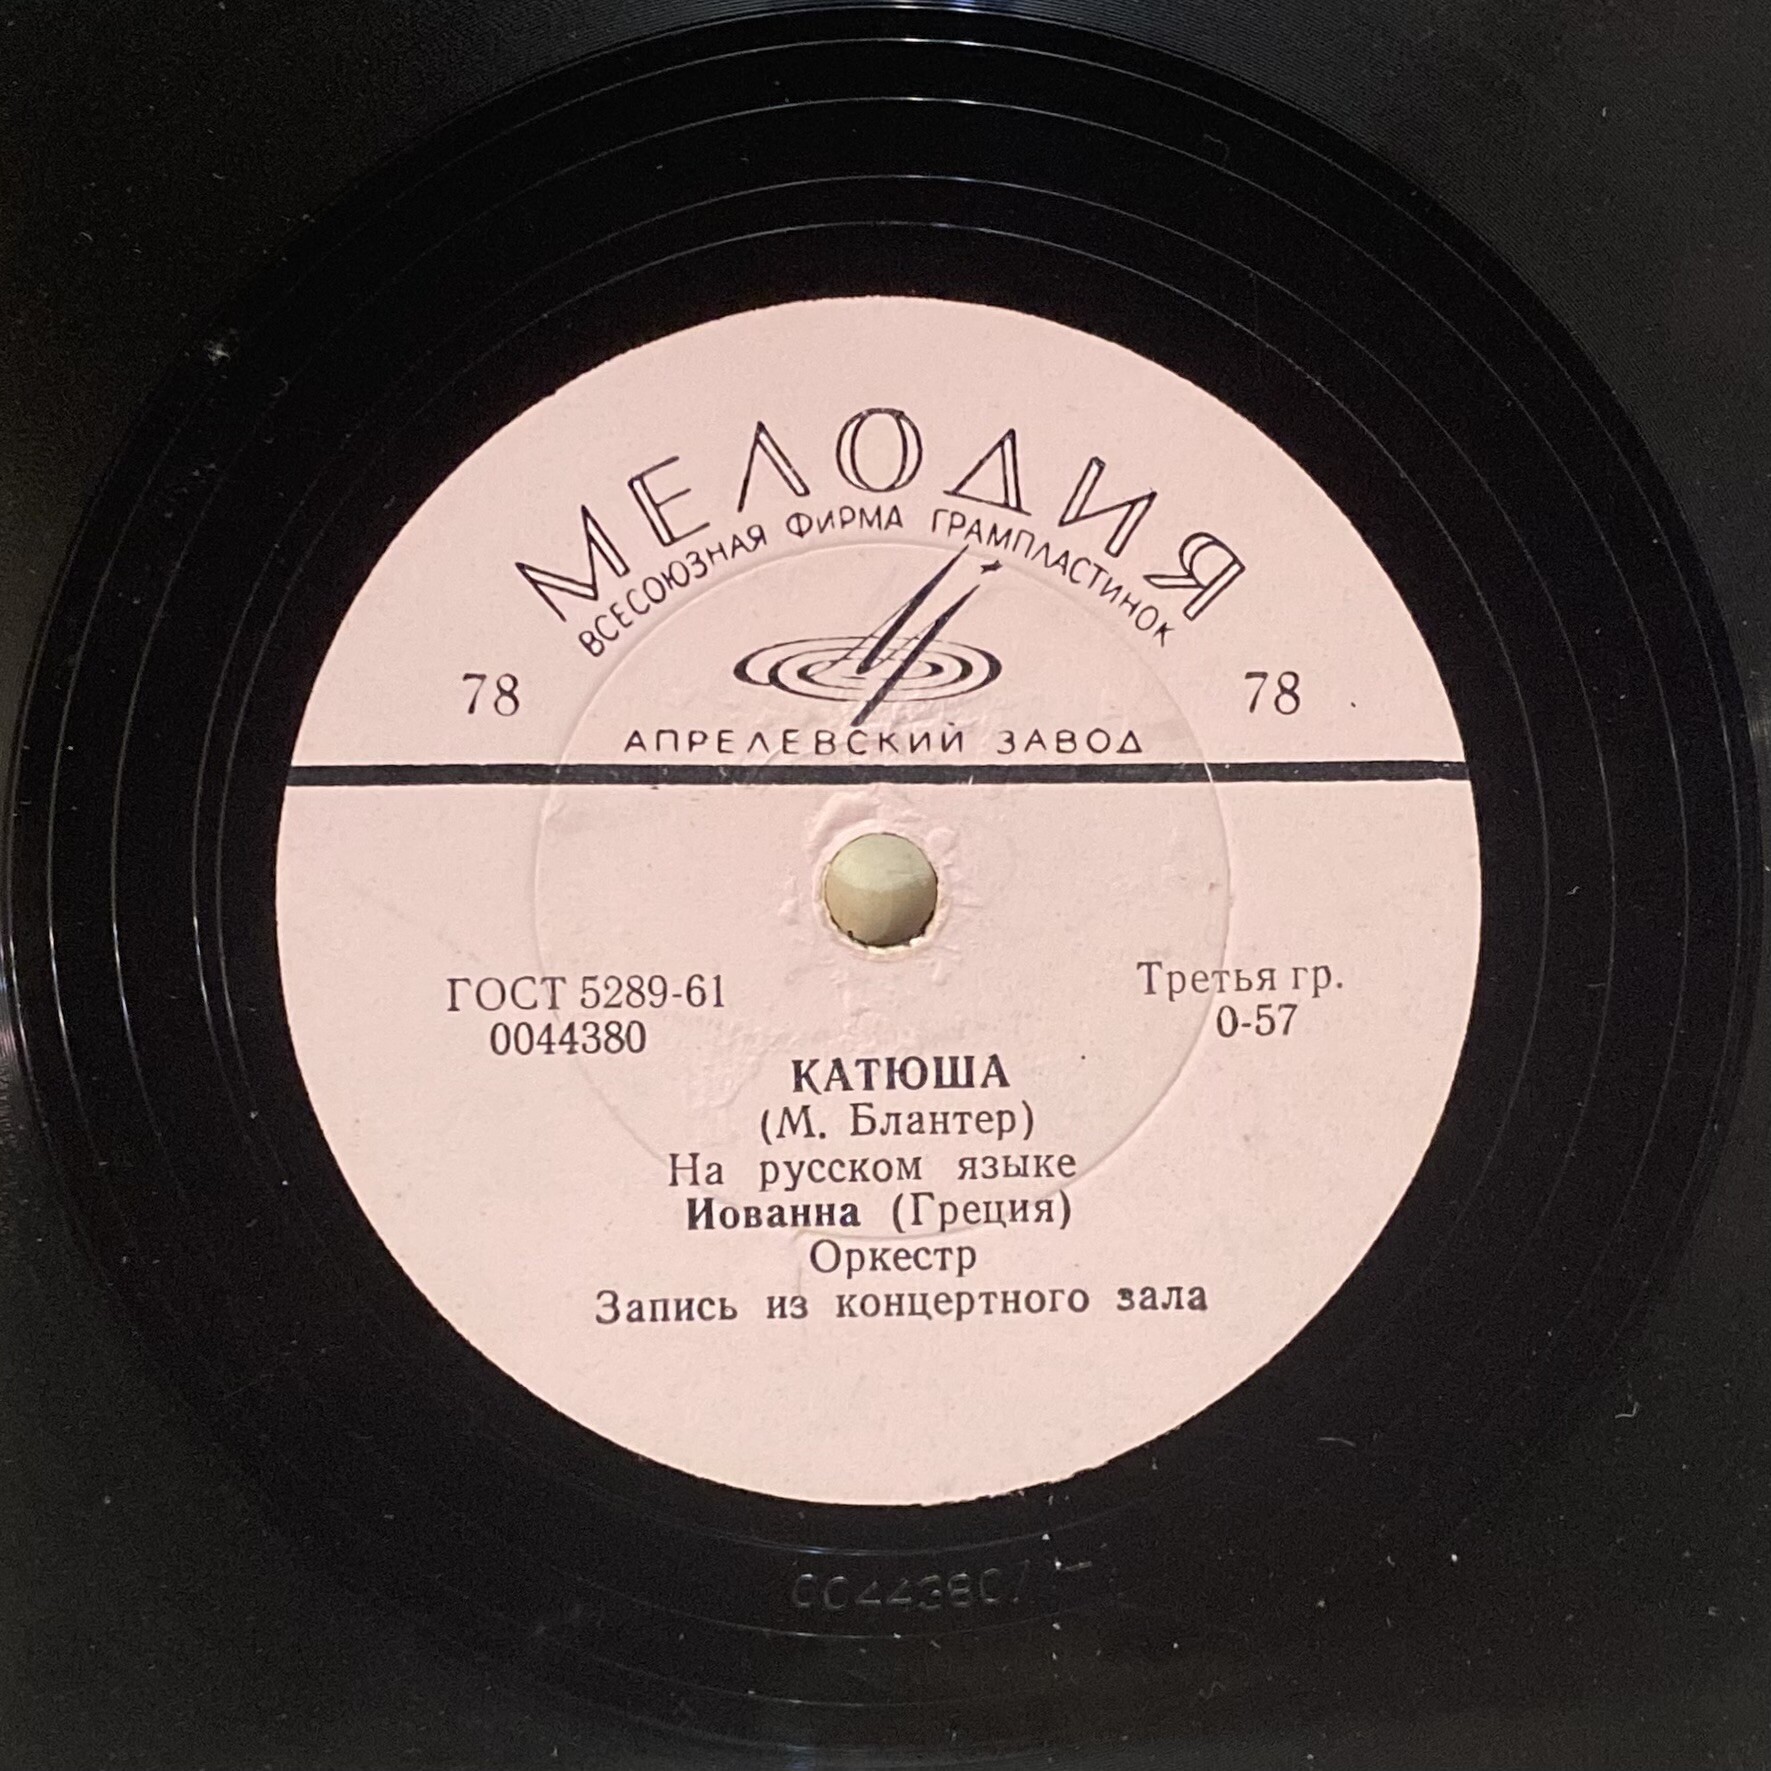 МЕЛОДИЯ
ВСЕСОЮЗНАЯ ФИРМА ГРАМПЛАСТИНОК
78 78
АПРЕЛЕВСКИЙ ЗАВОД
ГОСТ 5289-61 Третья гр.
0044380 0-57
КАТЮША
(М. Блантер)
На русском языке
Иованна (Греция)
Оркестр
Запись из концертного зала